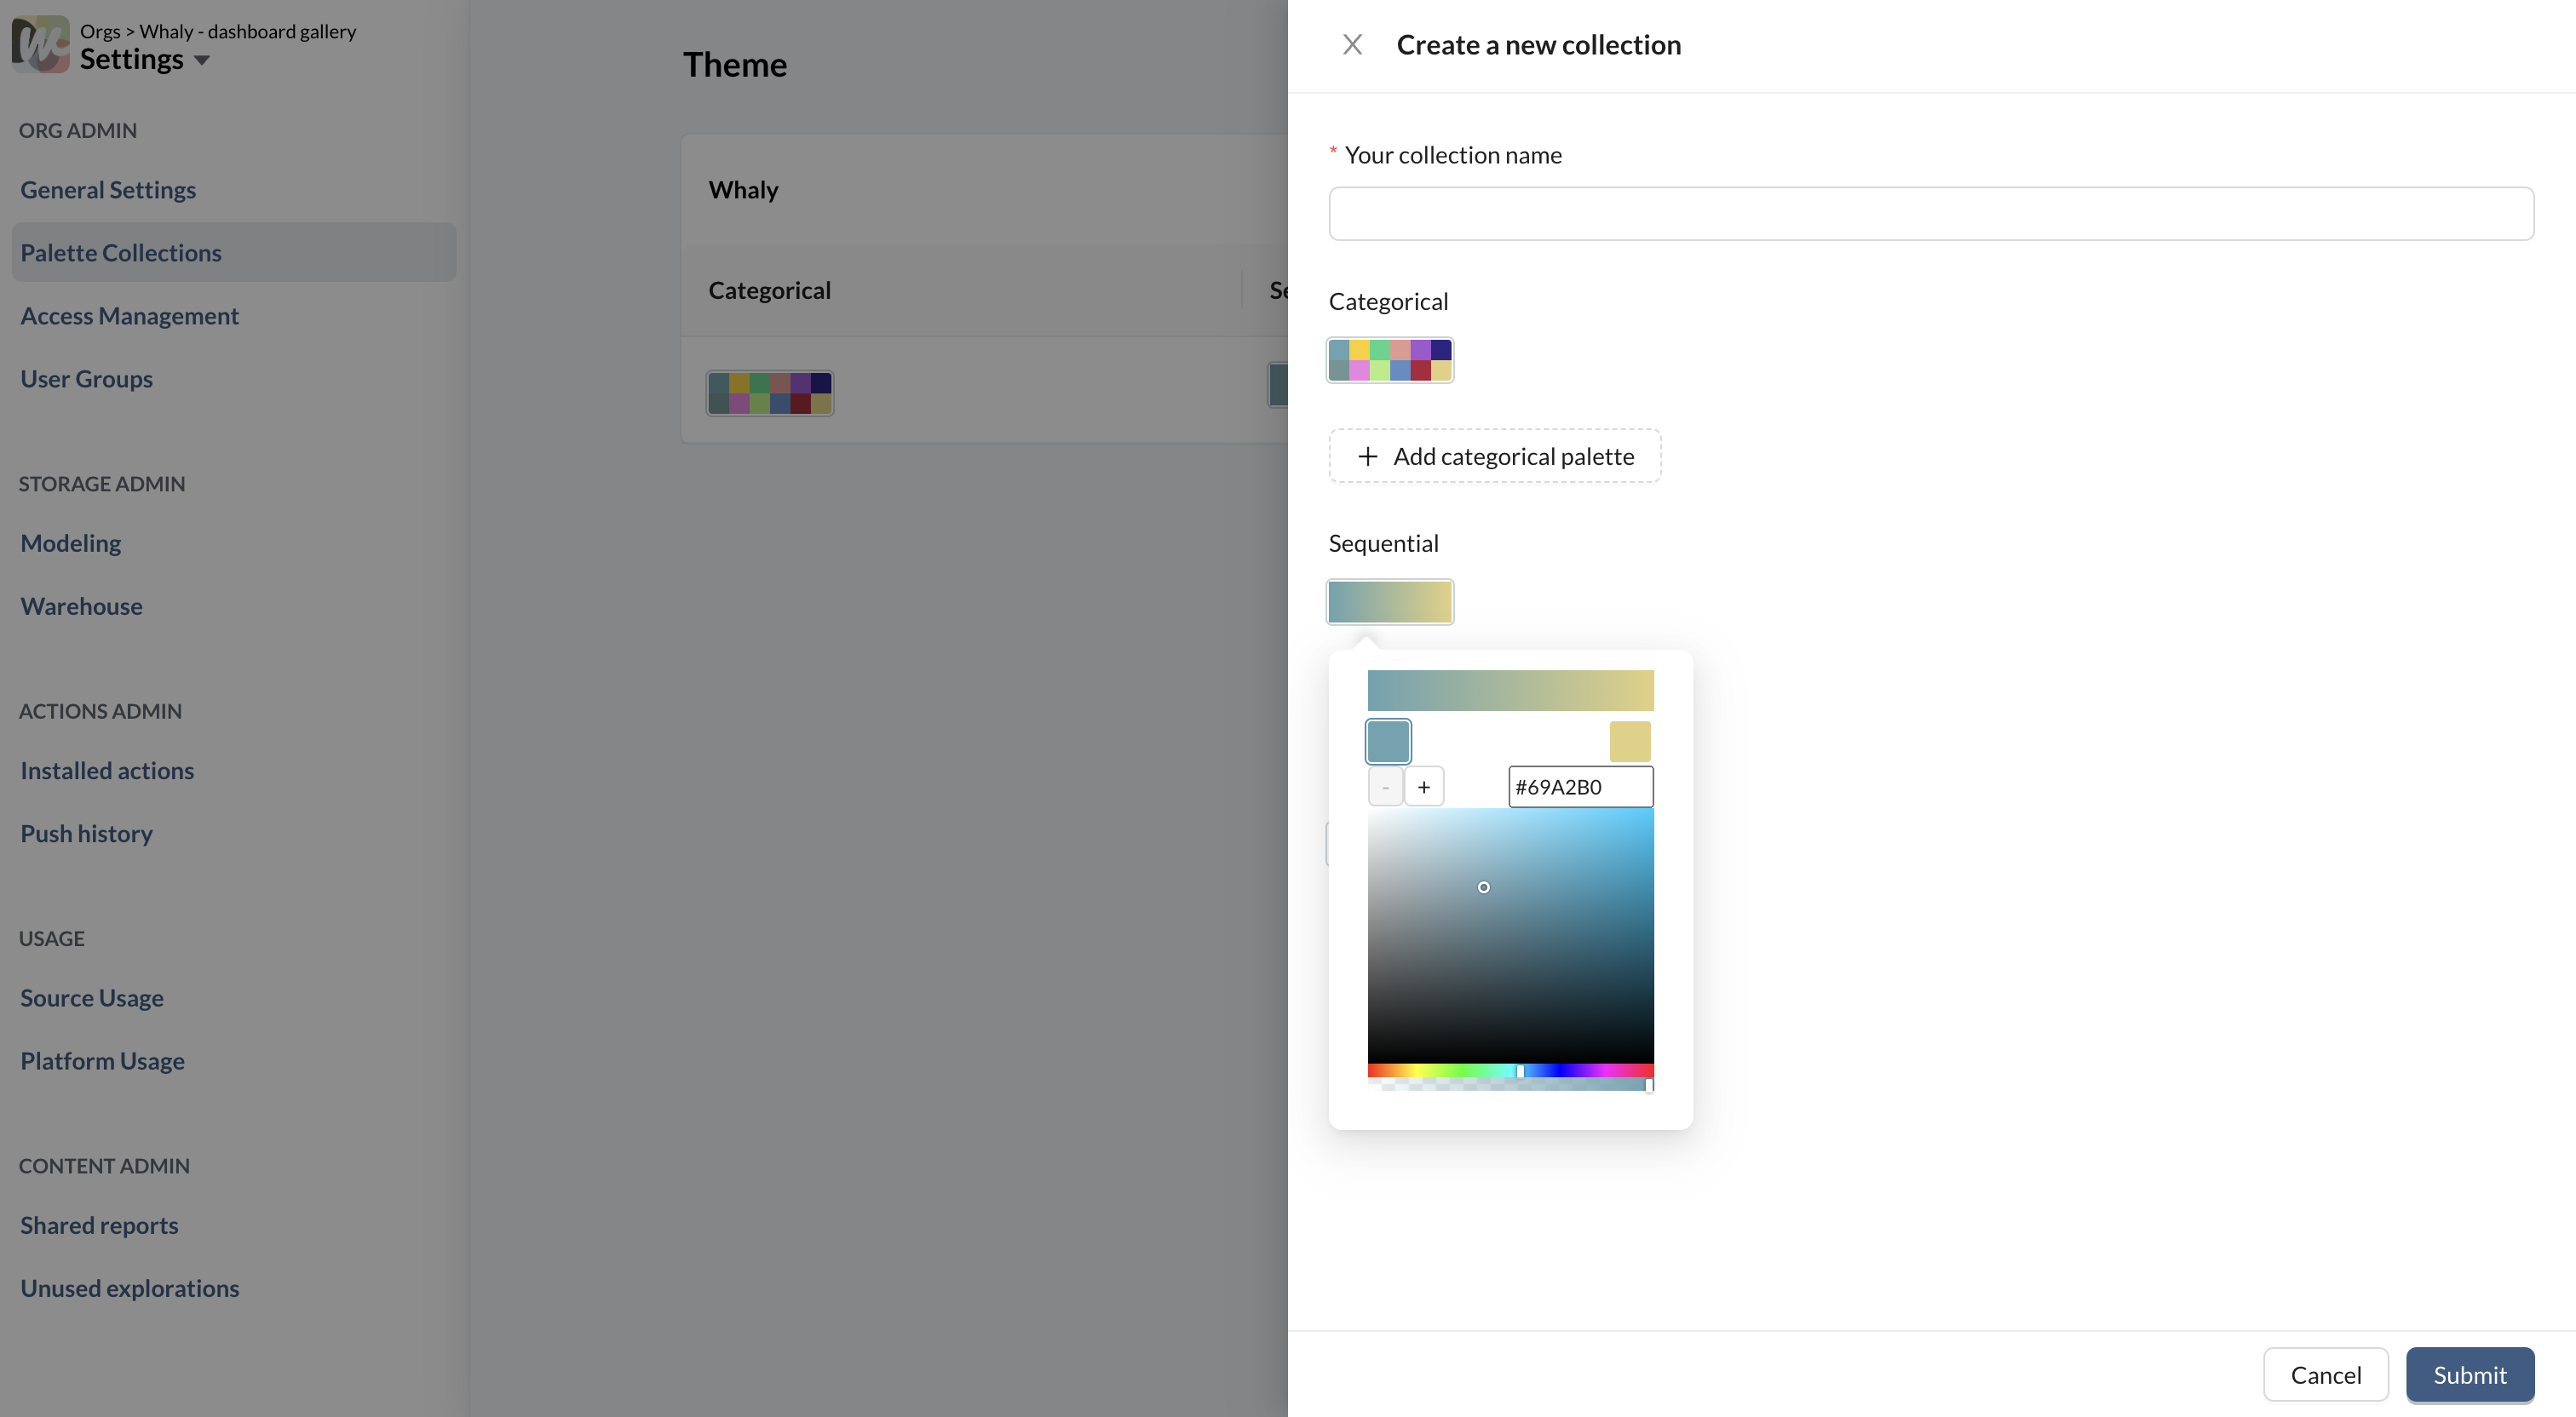 Orgs > Whaly - dashboard gallery
Settings
ORG ADMIN
General Settings
Palette Collections
Access Management
User Groups
STORAGE ADMIN
Modeling
Warehouse
ACTIONS ADMIN
Installed actions
Push history
USAGE
Source Usage
Platform Usage
CONTENT ADMIN
Shared reports
Unused explorations
Theme
Whaly
Categorical
Se
Create a new collection
* Your collection name
Categorical
+ Add categorical palette
Sequential
- +
#69A2B0
Cancel
Submit